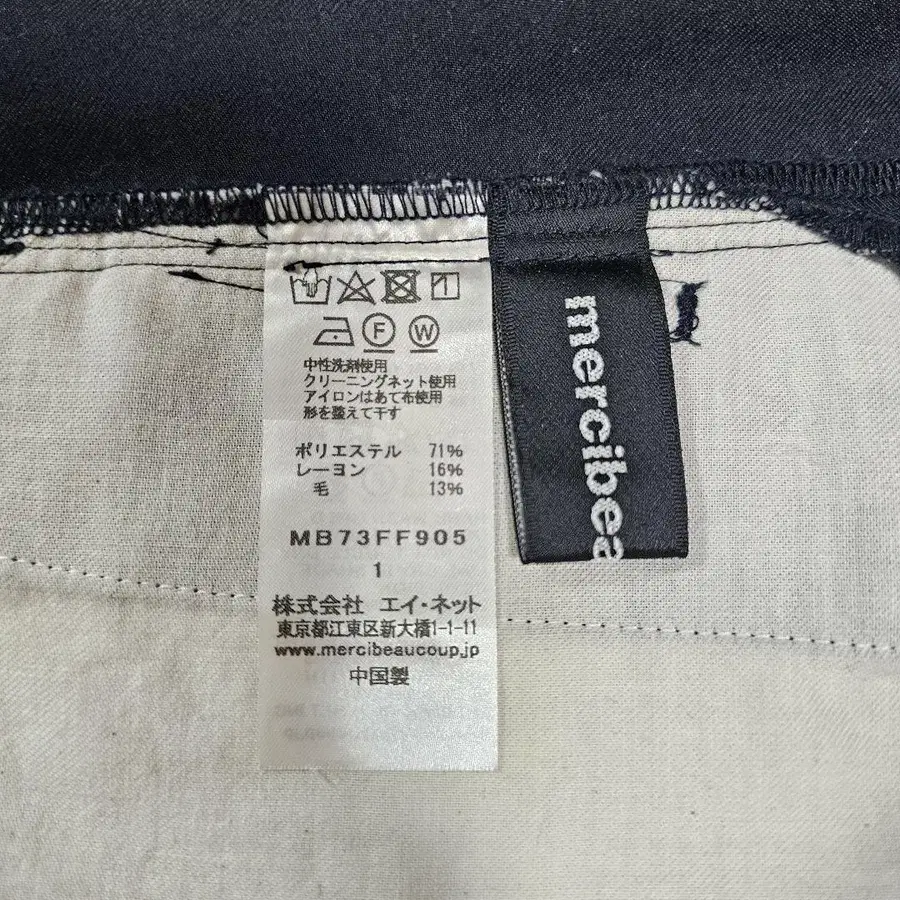 F W
中性洗剤使用
クリーニングネット使用
アイロンはあて布使用
形を整えて干す
ポリエステル 71%
レーヨン 16%
毛 13%
MB73FF905
1
株式会社 エイ・ネット
東京都江東区新大橋1-1-11
www.mercibeaucoup.jp
中国製
mercibea